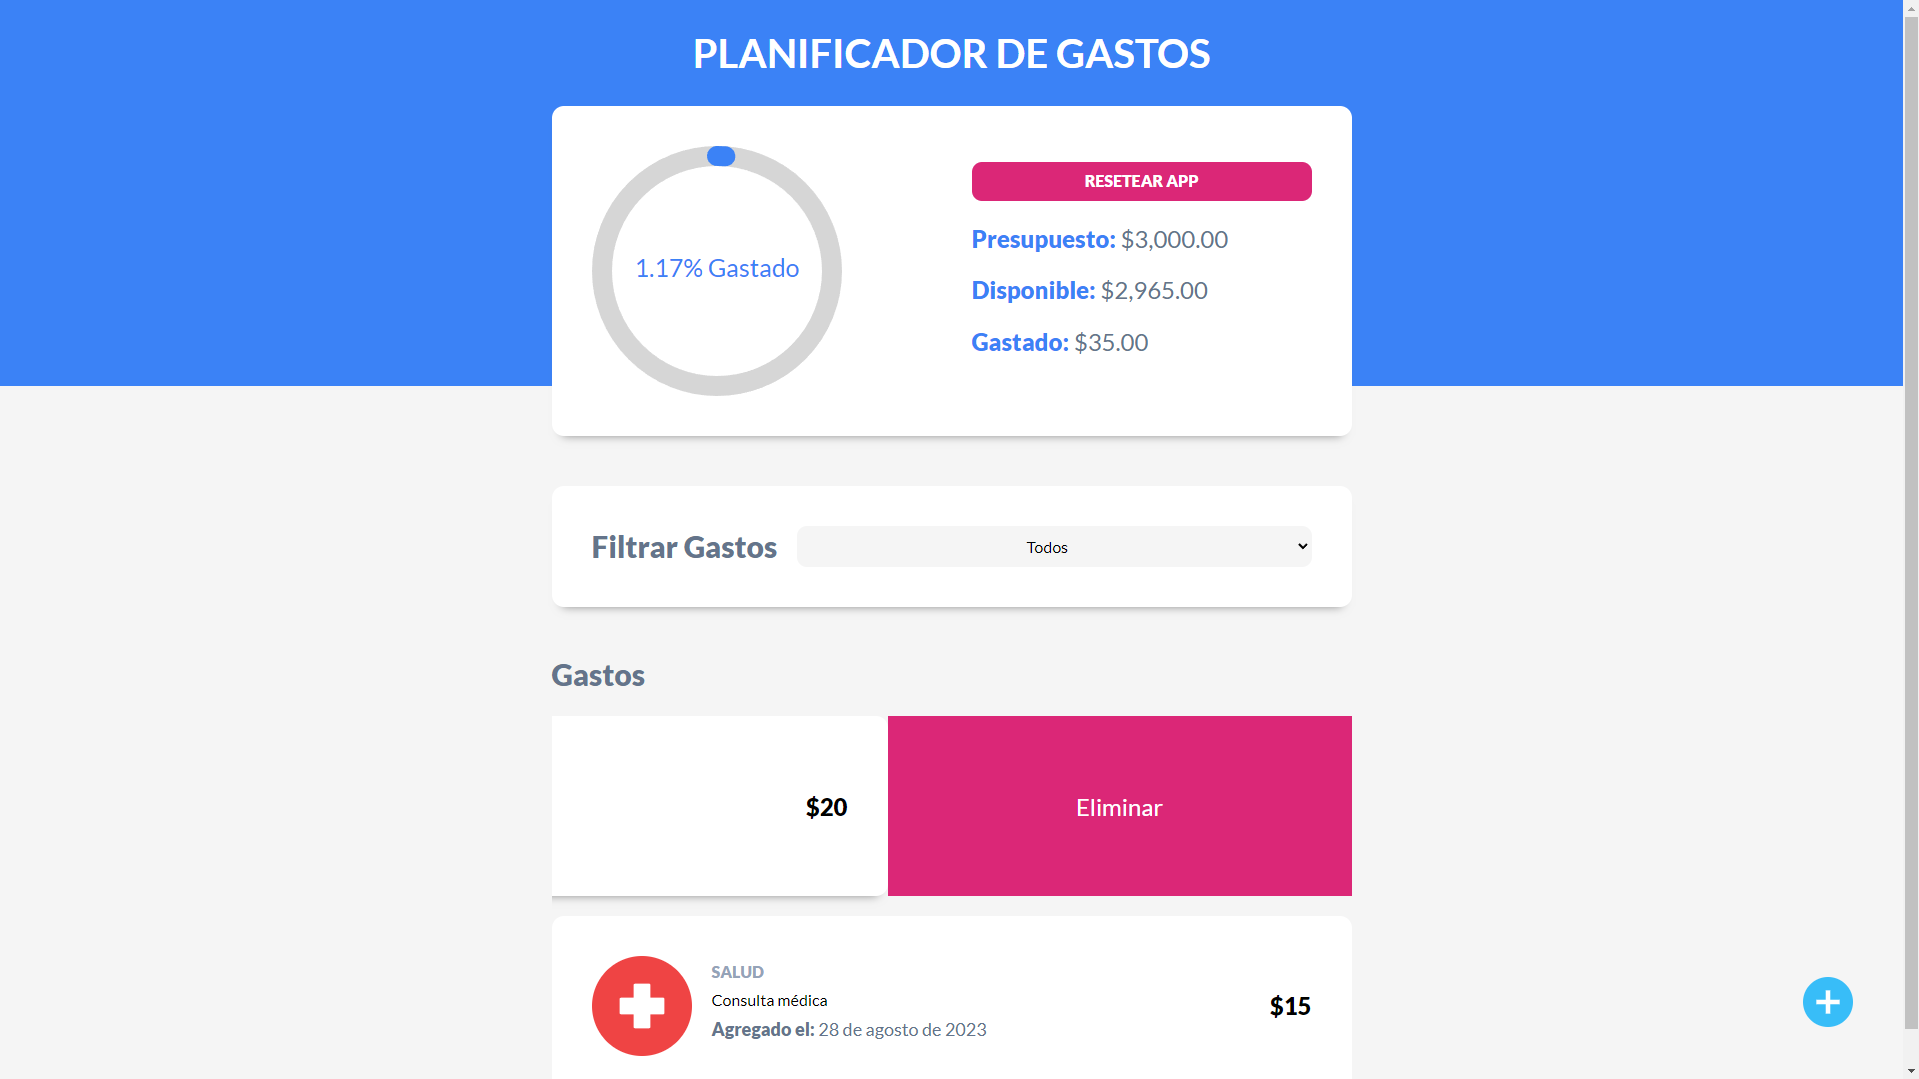 PLANIFICADOR DE GASTOS
1.17% Gastado
RESETEAR APP
Presupuesto: $3,000.00
Disponible: $2,965.00
Gastado: $35.00
Filtrar Gastos
Todos
Gastos
$20
Eliminar
SALUD
Consulta médica
Agregado el: 28 de agosto de 2023
$15